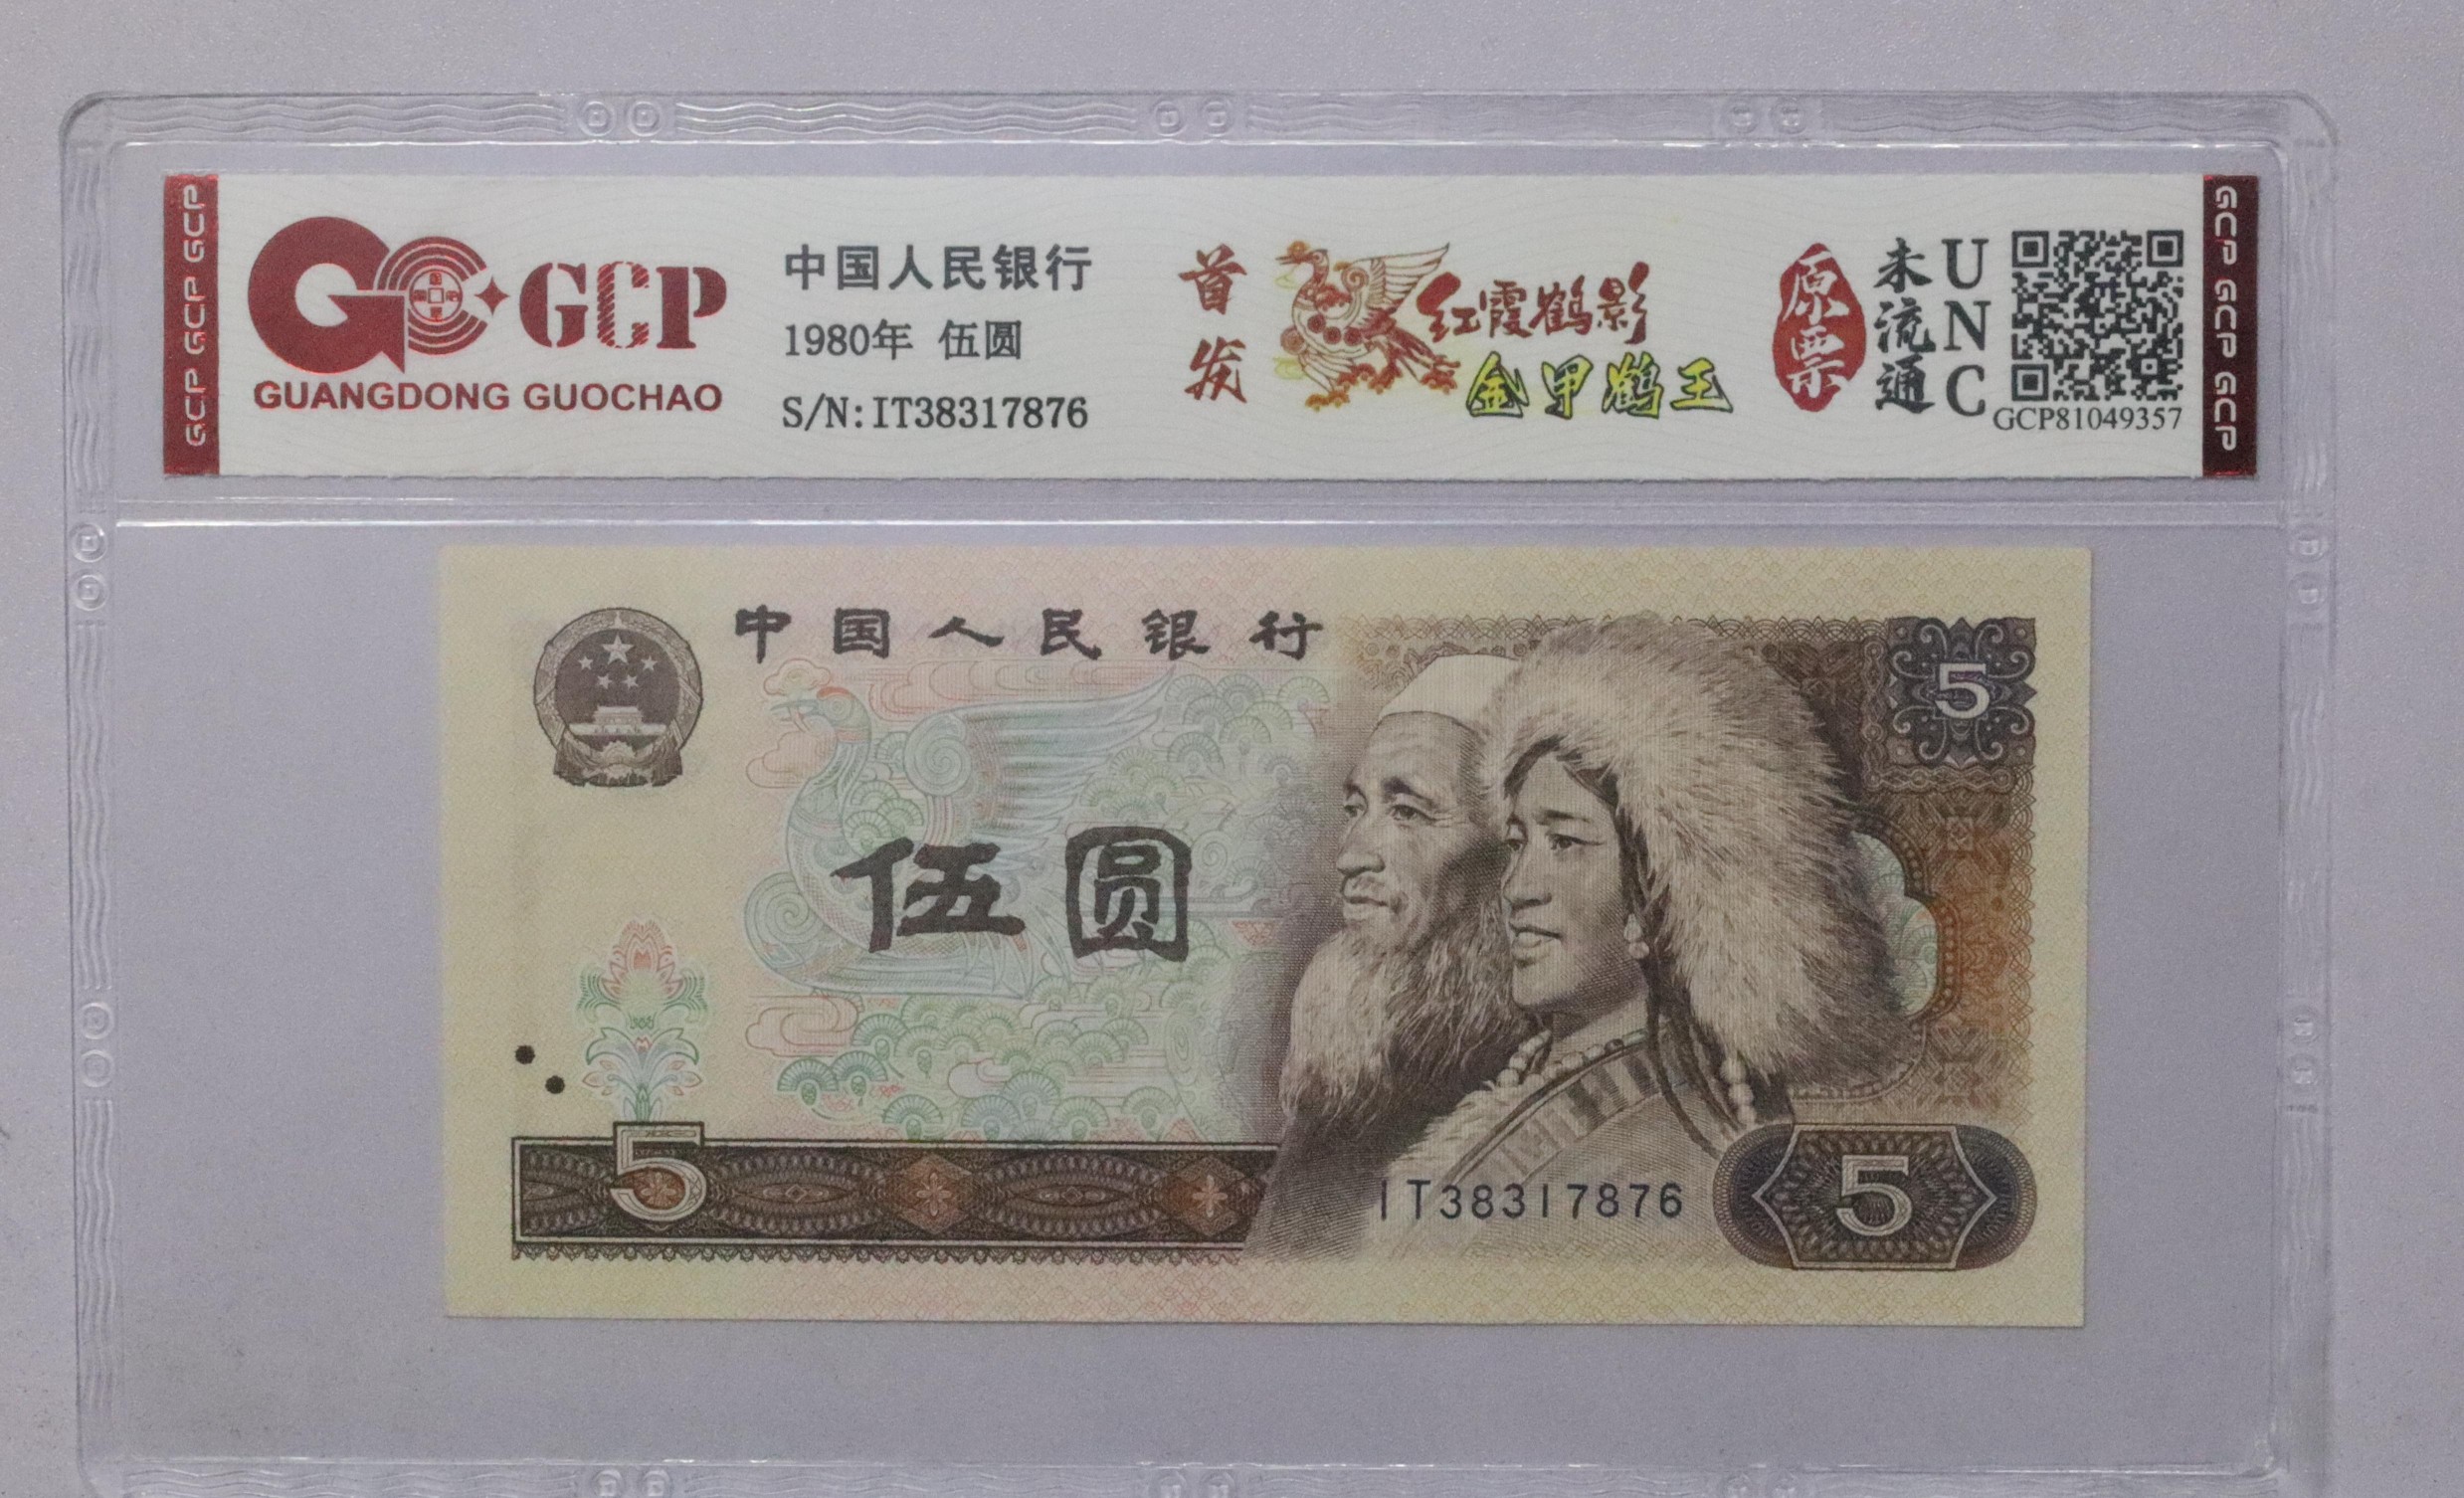 GCP GCP GCP
GCP
GUANGDONG GUOCHAO
中国人民银行
1980年 伍圆
S/N:IT38317876
首发
红霞鹤影
金甲鹤王
原票
未流通
UNC
GCP81049357
GCP GCP GCP
中国人民银行
5
伍圆
5
IT38317876
5